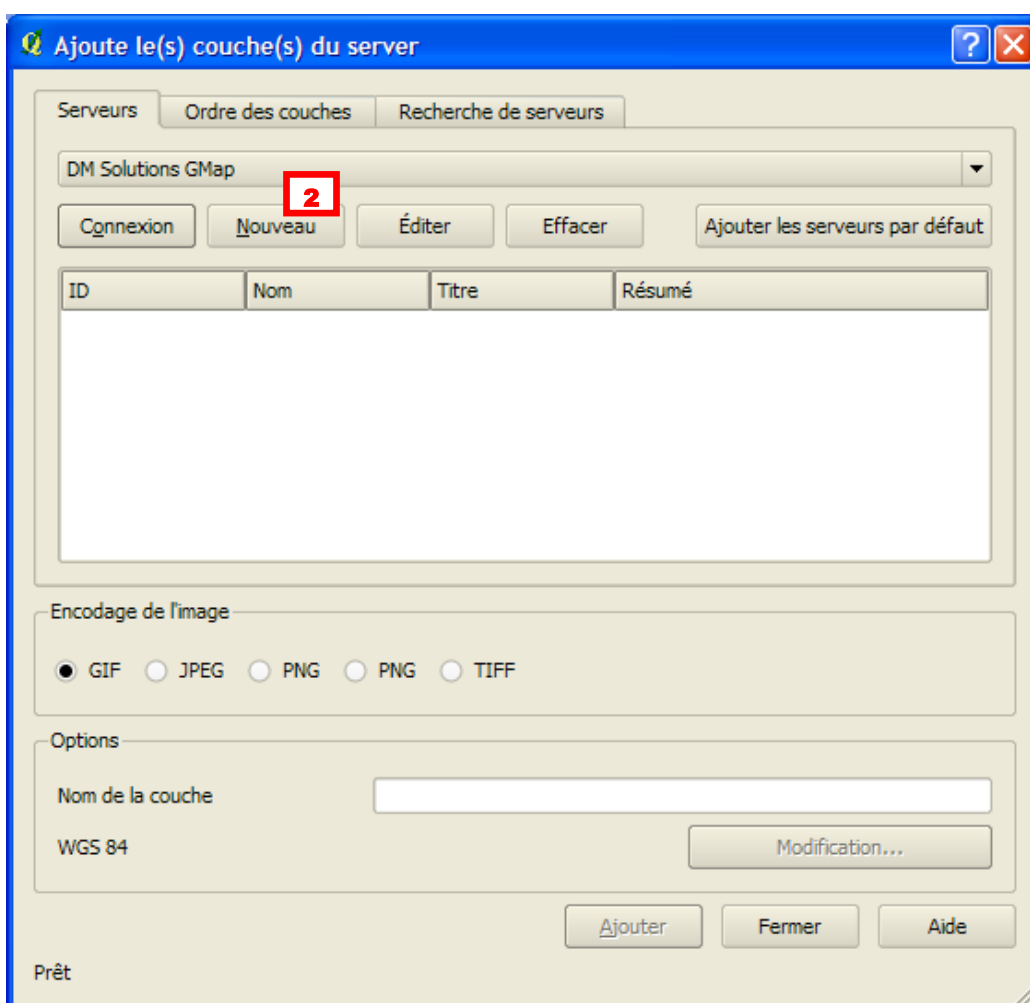 Ajoute le(s) couche(s) du server
Serveurs Ordre des couches Recherche de serveurs
DM Solutions GMap
2
Connexion Nouveau Éditer Effacer Ajouter les serveurs par défaut
ID Nom Titre Résumé
Encodage de l'image
GIF JPEG PNG PNG TIFF
Options
Nom de la couche
WGS 84 Modification...
Ajouter Fermer Aide
Prêt